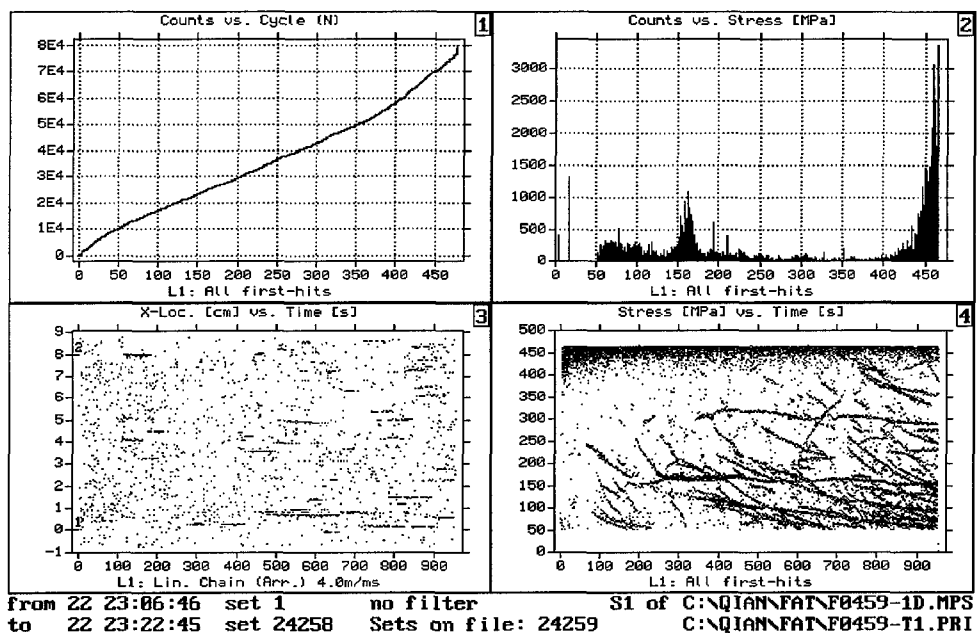 Counts vs. Cycle (N)
1
8E4
7E4
6E4
5E4
4E4
3E4
2E4
1E4
0
0 50 100 150 200 250 300 350 400 450
L1: All first-hits
Counts vs. Stress [MPa]
2
3000
2500
2000
1500
1000
500
0
0 50 100 150 200 250 300 350 400 450
L1: All first-hits
X-Loc. [cm] vs. Time [s]
3
9
8
7
6
5
4
3
2
1
0
-1
2
1
0 100 200 300 400 500 600 700 800 900
L1: Lin. Chain (Arr.) 4.0m/ms
Stress [MPa] vs. Time [s]
4
500
450
400
350
300
250
200
150
100
50
0
0 100 200 300 400 500 600 700 800 900
L1: All first-hits
from 22 23:06:46 set 1 no filter S1 of C:\QIAN\FAT\F0459-1D.MPS
to 22 23:22:45 set 24258 Sets on file: 24259 C:\QIAN\FAT\F0459-T1.PRI